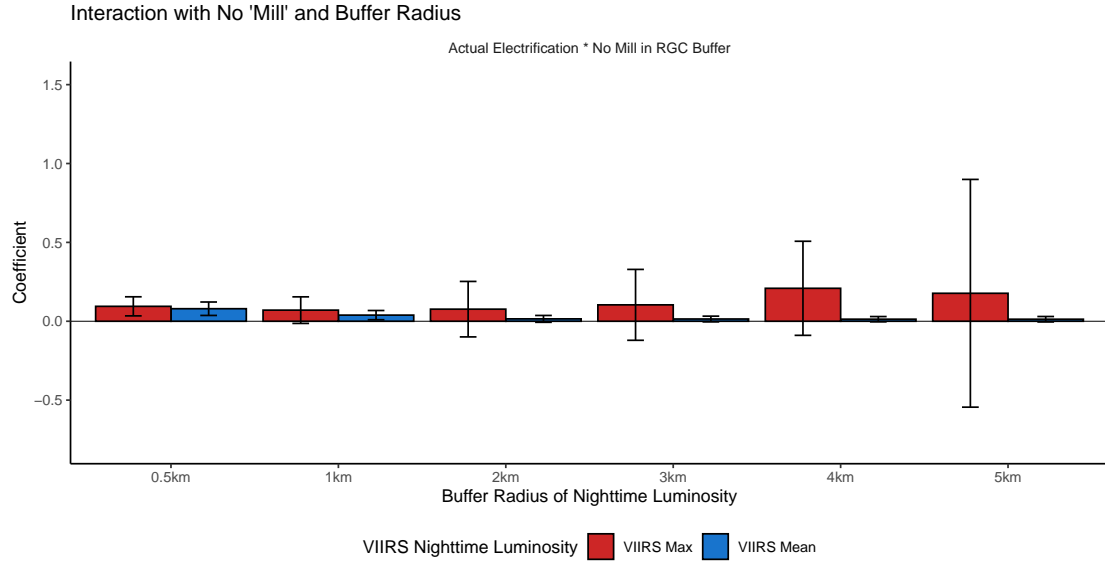 Interaction with No 'Mill' and Buffer Radius
Actual Electrification * No Mill in RGC Buffer
Coefficient
1.5
1.0
0.5
0.0
−0.5
0.5km 1km 2km 3km 4km 5km
Buffer Radius of Nighttime Luminosity
VIIRS Nighttime Luminosity VIIRS Max VIIRS Mean